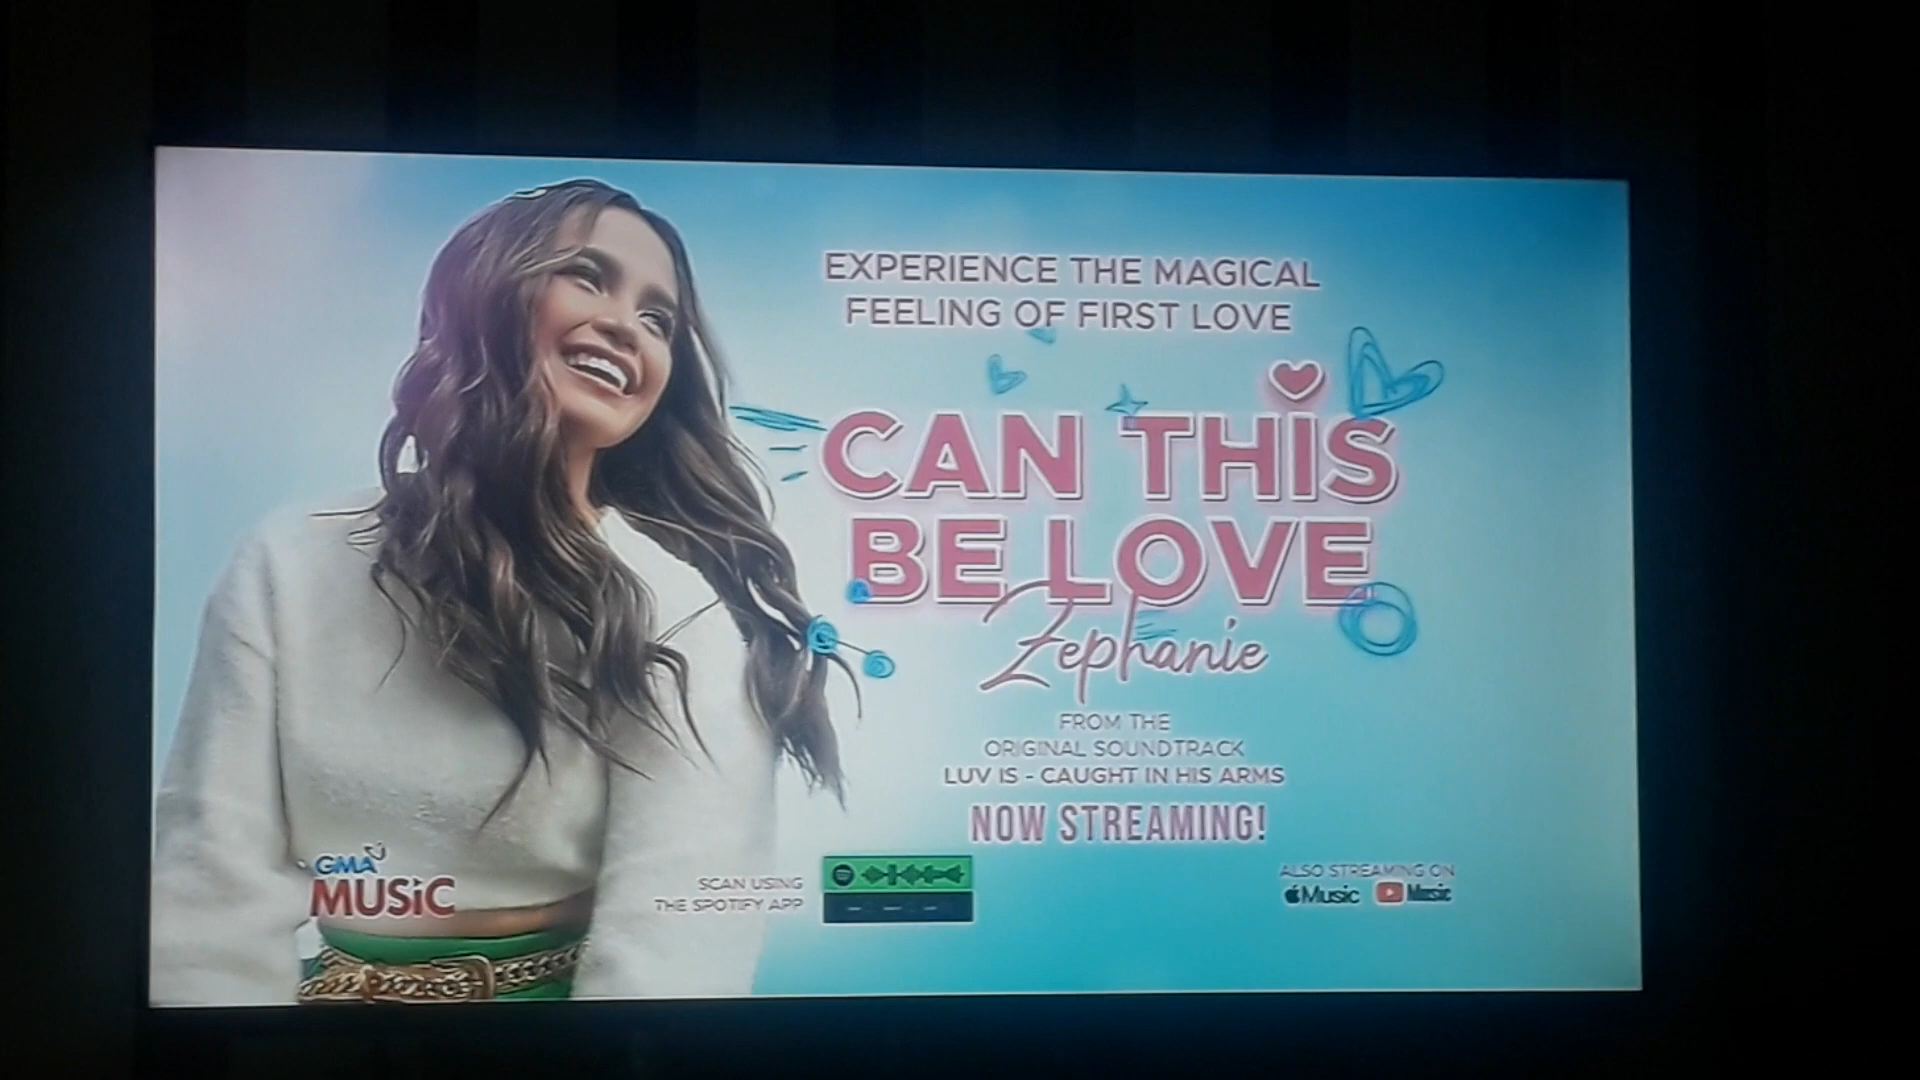 EXPERIENCE THE MAGICAL
FEELING OF FIRST LOVE
CAN THIS
BE LOVE
Zephanie
FROM THE
ORIGINAL SOUNDTRACK
LUV IS - CAUGHT IN HIS ARMS
NOW STREAMING!
GMA
MUSiC
SCAN USING
THE SPOTIFY APP
ALSO STREAMING ON
Music
Music